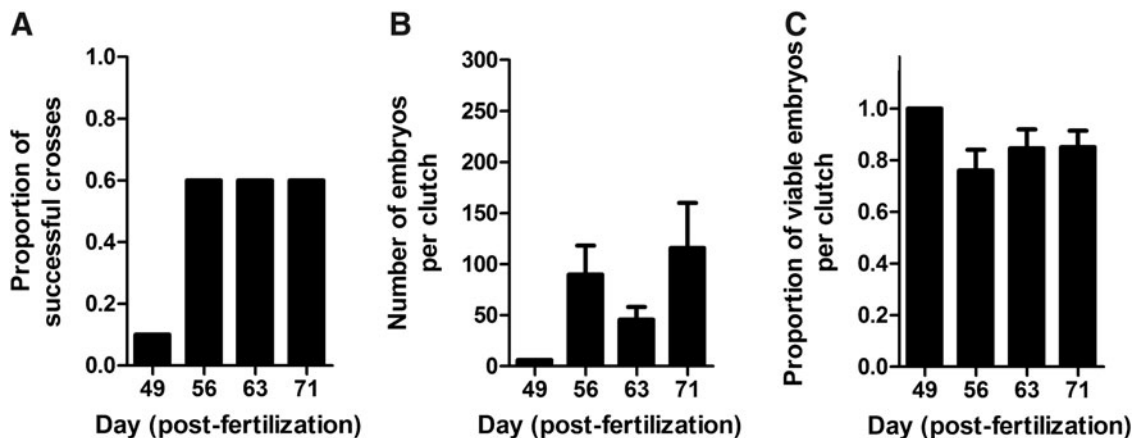 A
Proportion of
successful crosses
1.0
0.8
0.6
0.4
0.2
0.0
49 56 63 71
Day (post-fertilization)
B
Number of embryos
per clutch
300
250
200
150
100
50
0
49 56 63 71
Day (post-fertilization)
C
Proportion of viable embryos
per clutch
1.0
0.8
0.6
0.4
0.2
0.0
49 56 63 71
Day (post-fertilization)